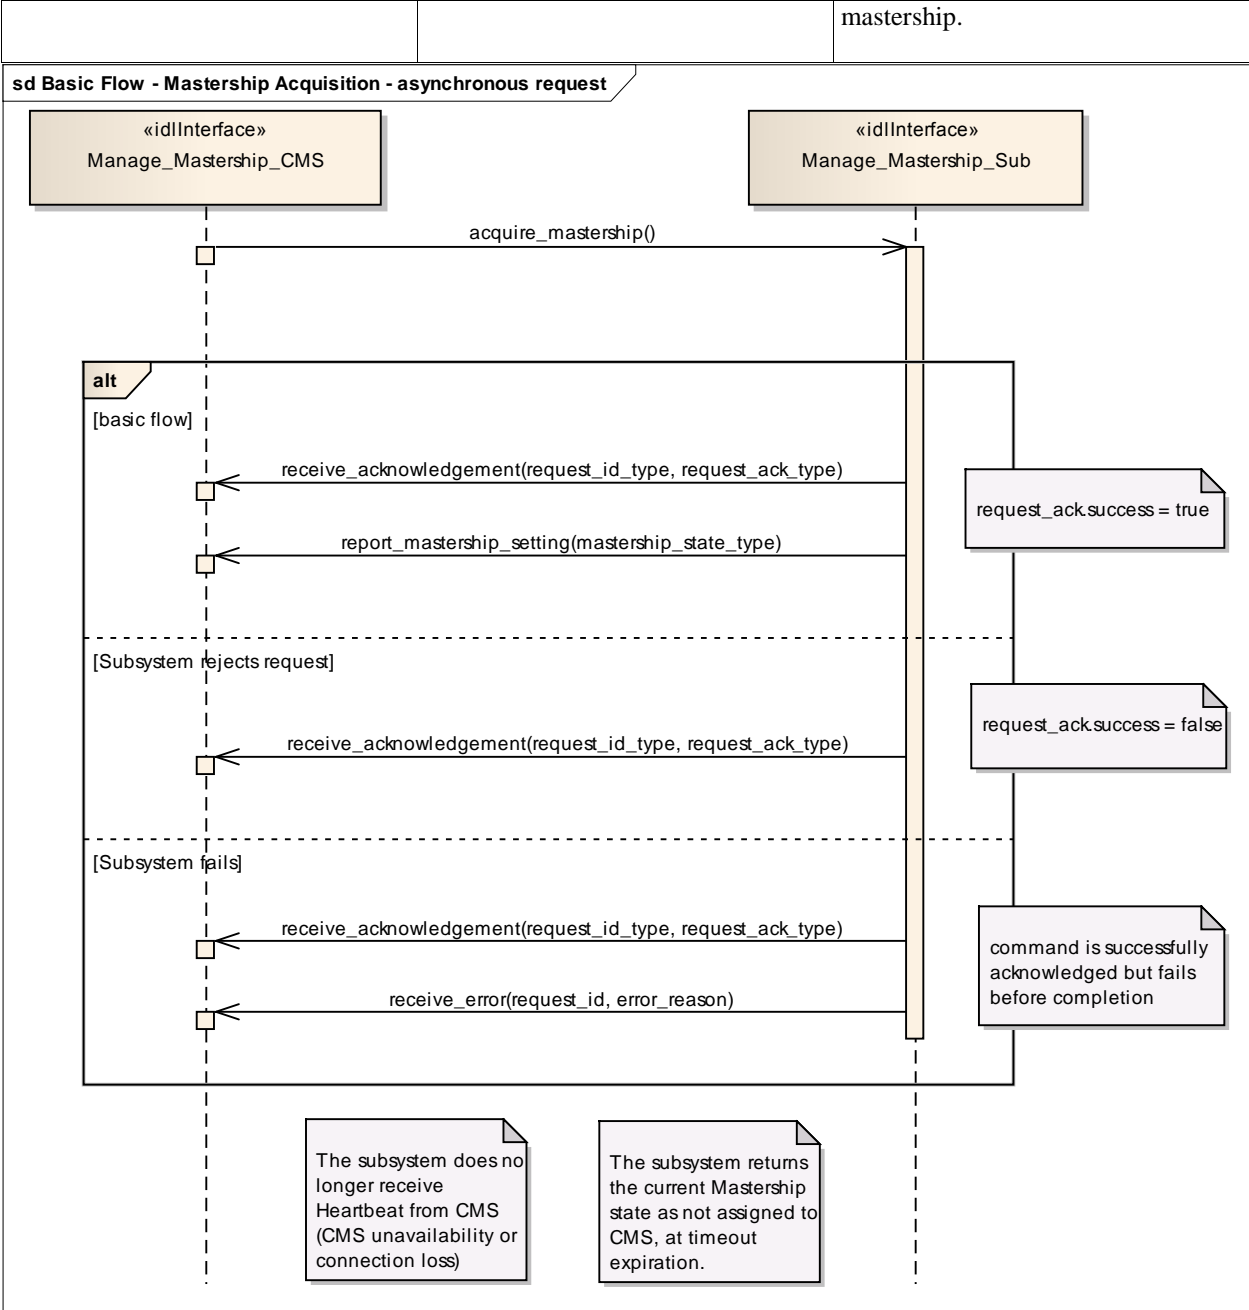 mastership.
sd Basic Flow - Mastership Acquisition - asynchronous request
«idlInterface»
Manage_Mastership_CMS
«idlInterface»
Manage_Mastership_Sub
acquire_mastership()
alt
[basic flow]
receive_acknowledgement(request_id_type, request_ack_type)
request_ack.success = true
report_mastership_setting(mastership_state_type)
[Subsystem rejects request]
request_ack.success = false
receive_acknowledgement(request_id_type, request_ack_type)
[Subsystem fails]
receive_acknowledgement(request_id_type, request_ack_type)
command is successfully
acknowledged but fails
before completion
receive_error(request_id, error_reason)
The subsystem does no
longer receive
Heartbeat from CMS
(CMS unavailability or
connection loss)
The subsystem returns
the current Mastership
state as not assigned to
CMS, at timeout
expiration.